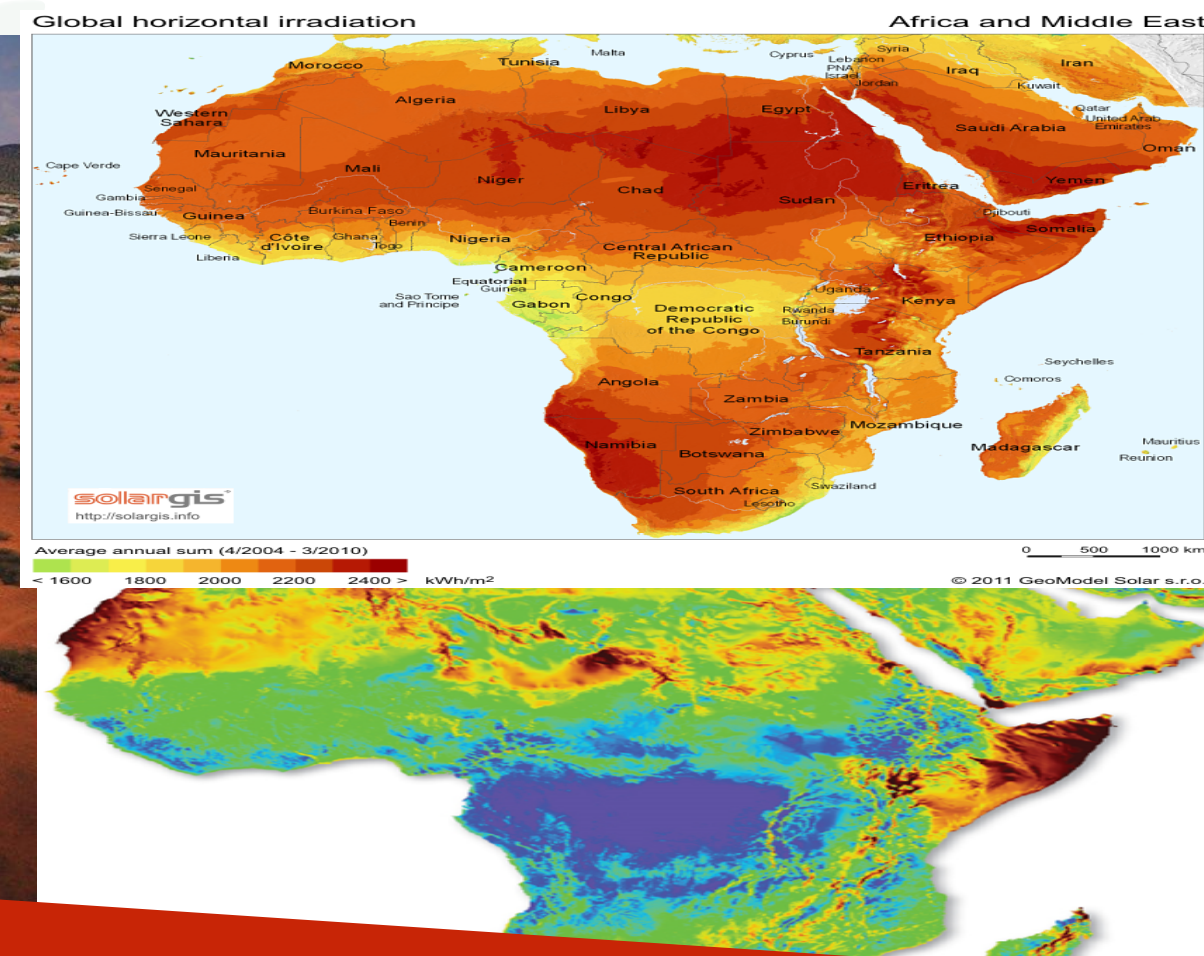 Global horizontal irradiation
Africa and Middle East
Malta
Cyprus
Syria
Lebanon
PNA
Israel
Jordan
Iraq
Iran
Kuwait
Morocco
Tunisia
Algeria
Libya
Egypt
Qatar
United Arab
Emirates
Western
Sahara
Saudi Arabia
Oman
Mauritania
Mali
Cape Verde
Niger
Chad
Yemen
Senegal
Eritrea
Gambia
Sudan
Guinea-Bissau
Guinea
Burkina Faso
Djibouti
Benin
Somalia
Sierra Leone
Côte
d'Ivoire
Ghana
Togo
Nigeria
Ethiopia
Liberia
Central African
Republic
Cameroon
Equatorial
Guinea
Sao Tome
and Principe
Gabon
Congo
Uganda
Kenya
Democratic
Republic
of the Congo
Rwanda
Burundi
Tanzania
Seychelles
Angola
Comoros
Zambia
Mozambique
Zimbabwe
Namibia
Botswana
Madagascar
Mauritius
Reunion
South Africa
Swaziland
Lesotho
solargis
http://solargis.info
Average annual sum (4/2004 - 3/2010)
0 500 1000 km
< 1600 1800 2000 2200 2400 > kWh/m²
© 2011 GeoModel Solar s.r.o.